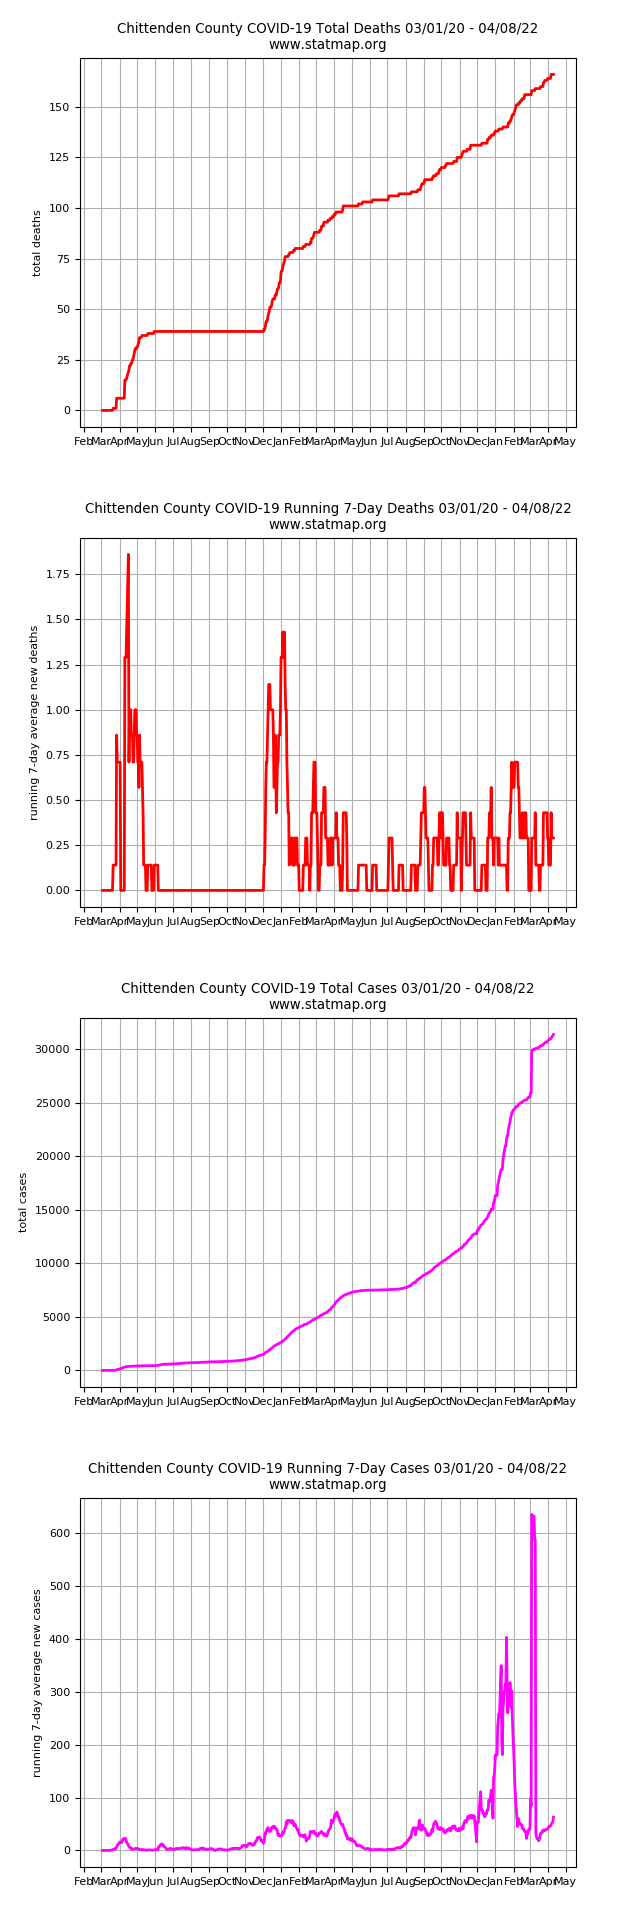 Chittenden County COVID-19 Total Deaths 03/01/20 - 04/08/22
www.statmap.org
150
125
100
75
50
25
0
total deaths
Feb Mar Apr May Jun Jul Aug Sep Oct Nov Dec Jan Feb Mar Apr May Jun Jul Aug Sep Oct Nov Dec Jan Feb Mar Apr May
Chittenden County COVID-19 Running 7-Day Deaths 03/01/20 - 04/08/22
www.statmap.org
1.75
1.50
1.25
1.00
0.75
0.50
0.25
0.00
running 7-day average new deaths
Feb Mar Apr May Jun Jul Aug Sep Oct Nov Dec Jan Feb Mar Apr May Jun Jul Aug Sep Oct Nov Dec Jan Feb Mar Apr May
Chittenden County COVID-19 Total Cases 03/01/20 - 04/08/22
www.statmap.org
30000
25000
20000
15000
10000
5000
0
total cases
Feb Mar Apr May Jun Jul Aug Sep Oct Nov Dec Jan Feb Mar Apr May Jun Jul Aug Sep Oct Nov Dec Jan Feb Mar Apr May
Chittenden County COVID-19 Running 7-Day Cases 03/01/20 - 04/08/22
www.statmap.org
600
500
400
300
200
100
0
running 7-day average new cases
Feb Mar Apr May Jun Jul Aug Sep Oct Nov Dec Jan Feb Mar Apr May Jun Jul Aug Sep Oct Nov Dec Jan Feb Mar Apr May